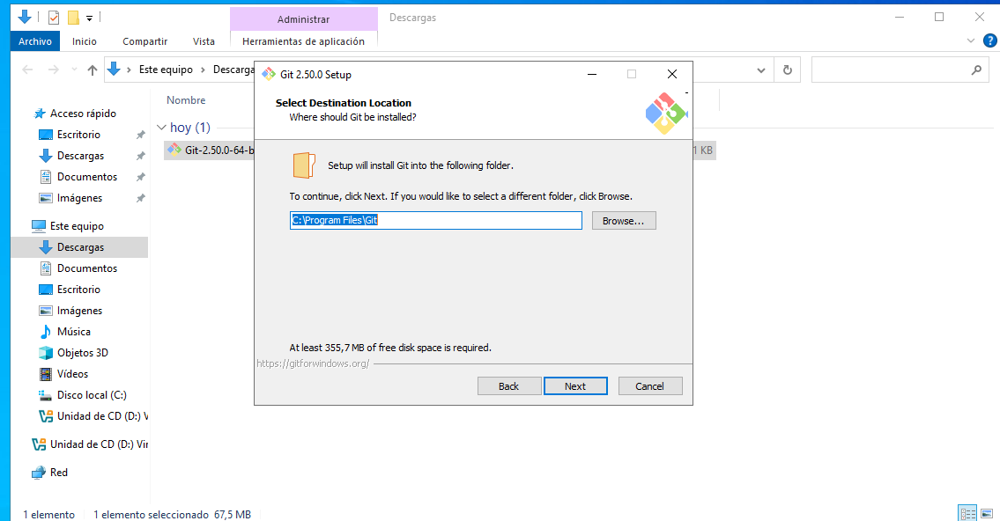 Administrar
Descargas
Archivo
Inicio
Compartir
Vista
Herramientas de aplicación
?
Este equipo
Descarga
Nombre
hoy (1)
Git-2.50.0-64-b
1 KB
Acceso rápido
Escritorio
Descargas
Documentos
Imágenes
Este equipo
Descargas
Documentos
Escritorio
Imágenes
Música
Objetos 3D
Vídeos
Disco local (C:)
Unidad de CD (D:) V
Unidad de CD (D:) Vir
Red
Git 2.50.0 Setup
Select Destination Location
Where should Git be installed?
Setup will install Git into the following folder.
To continue, click Next. If you would like to select a different folder, click Browse.
C:\Program Files\Git
Browse...
At least 355,7 MB of free disk space is required.
https://gitforwindows.org/
Back
Next
Cancel
1 elemento
1 elemento seleccionado 67,5 MB